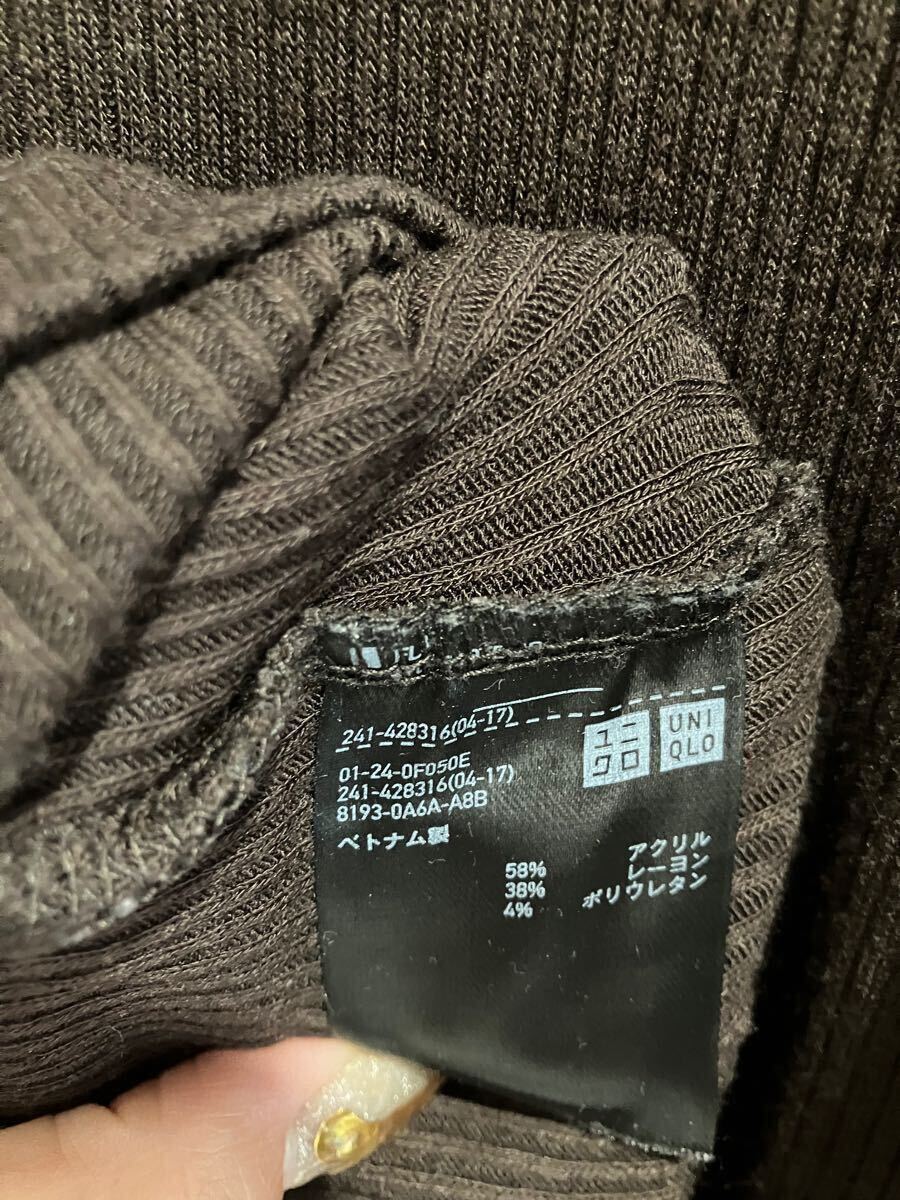 241-428316(04-17)
ユニ
クロ
UNI
QLO
01-24-0F050E
241-428316(04-17)
8193-0A6A-A8B
ベトナム製
58% アクリル
38% レーヨン
4% ポリウレタン